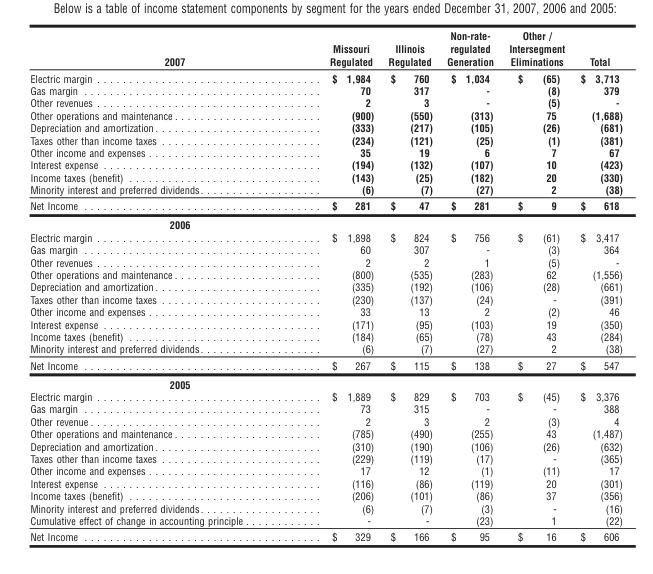 Below is a table of income statement components by segment for the years ended December 31, 2007, 2006 and 2005:
Non-rate- Other /
Missouri Illinois regulated Intersegment
2007 Regulated Regulated Generation Eliminations Total
Electric margin $ 1,984 $ 760 $ 1,034 $ (65) $ 3,713
Gas margin 70 317 - (8) 379
Other revenues 2 3 - (5) -
Other operations and maintenance (900) (550) (313) 75 (1,688)
Depreciation and amortization (333) (217) (105) (26) (681)
Taxes other than income taxes (234) (121) (25) (1) (381)
Other income and expenses 35 19 6 7 67
Interest expense (194) (132) (107) 10 (423)
Income taxes (benefit) (143) (25) (182) 20 (330)
Minority interest and preferred dividends (6) (7) (27) 2 (38)
Net Income $ 281 $ 47 $ 281 $ 9 $ 618
2006
Electric margin $ 1,898 $ 824 $ 756 $ (61) $ 3,417
Gas margin 60 307 - (3) 364
Other revenues 2 2 1 (5) -
Other operations and maintenance (800) (535) (283) 62 (1,556)
Depreciation and amortization (335) (192) (106) (28) (661)
Taxes other than income taxes (230) (137) (24) - (391)
Other income and expenses 33 13 2 (2) 46
Interest expense (171) (95) (103) 19 (350)
Income taxes (benefit) (184) (65) (78) 43 (284)
Minority interest and preferred dividends (6) (7) (27) 2 (38)
Net Income $ 267 $ 115 $ 138 $ 27 $ 547
2005
Electric margin $ 1,889 $ 829 $ 703 $ (45) $ 3,376
Gas margin 73 315 - - 388
Other revenue 2 3 2 (3) 4
Other operations and maintenance (785) (490) (255) 43 (1,487)
Depreciation and amortization (310) (190) (106) (26) (632)
Taxes other than income taxes (229) (119) (17) - (365)
Other income and expenses 17 12 (1) (11) 17
Interest expense (116) (86) (119) 20 (301)
Income taxes (benefit) (206) (101) (86) 37 (356)
Minority interest and preferred dividends (6) (7) (3) - (16)
Cumulative effect of change in accounting principle - - (23) 1 (22)
Net Income $ 329 $ 166 $ 95 $ 16 $ 606